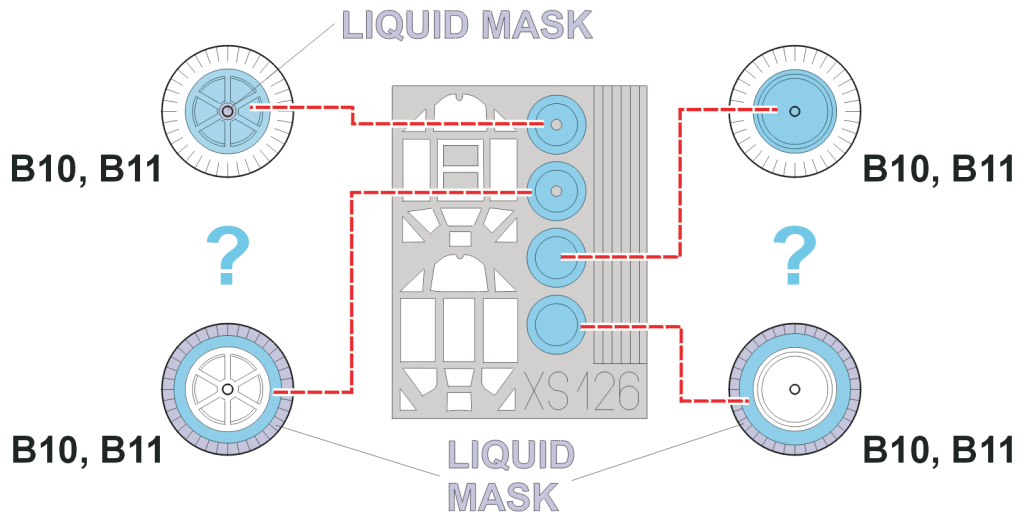 LIQUID MASK
B10, B11
B10, B11
?
?
XS126
B10, B11
B10, B11
LIQUID
MASK